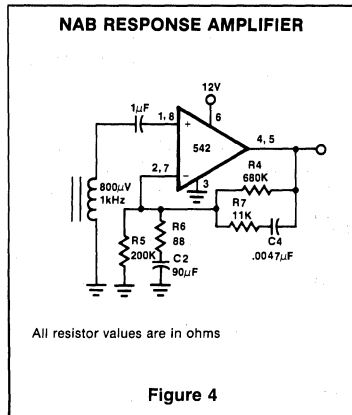 NAB RESPONSE AMPLIFIER
12V
1µF
1, 8
+
6
4, 5
542
2, 7
−
3
R4
680K
800µV
1kHz
R7
11K
R6
88
R5
200K
C2
90µF
C4
.0047µF
All resistor values are in ohms
Figure 4